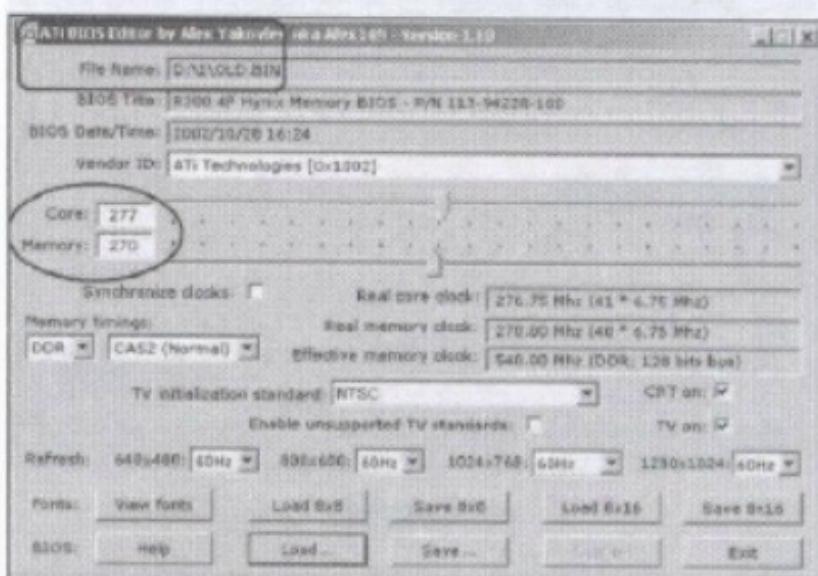 ATi BIOS Editor by Alex Yakovlev aka Alex - Version 1.10
File Name: D:\1\OLD.BIN
BIOS Title: R300 4P Hynix Memory BIOS - P/N 113-94220-100
BIOS Date/Time: 2002/10/28 16:24
Vendor ID: ATi Technologies [0x1002]
Core: 277
Memory: 270
Synchronize clocks: Real core clock: 276.75 Mhz (41 * 6.75 Mhz)
Memory timings: Real memory clock: 270.00 Mhz (40 * 6.75 Mhz)
DDR CAS2 (Normal) Effective memory clock: 540.00 Mhz (DDR, 128 bits bus)
TV initialization standard: NTSC CRT on:
Enable unsupported TV standards: TV on:
Refresh: 640x480: 60Hz 800x600: 60Hz 1024x768: 60Hz 1280x1024: 60Hz
Fonts: View fonts Load 8x8 Save 8x8 Load 8x16 Save 8x16
BIOS: Help Load... Save... Exit